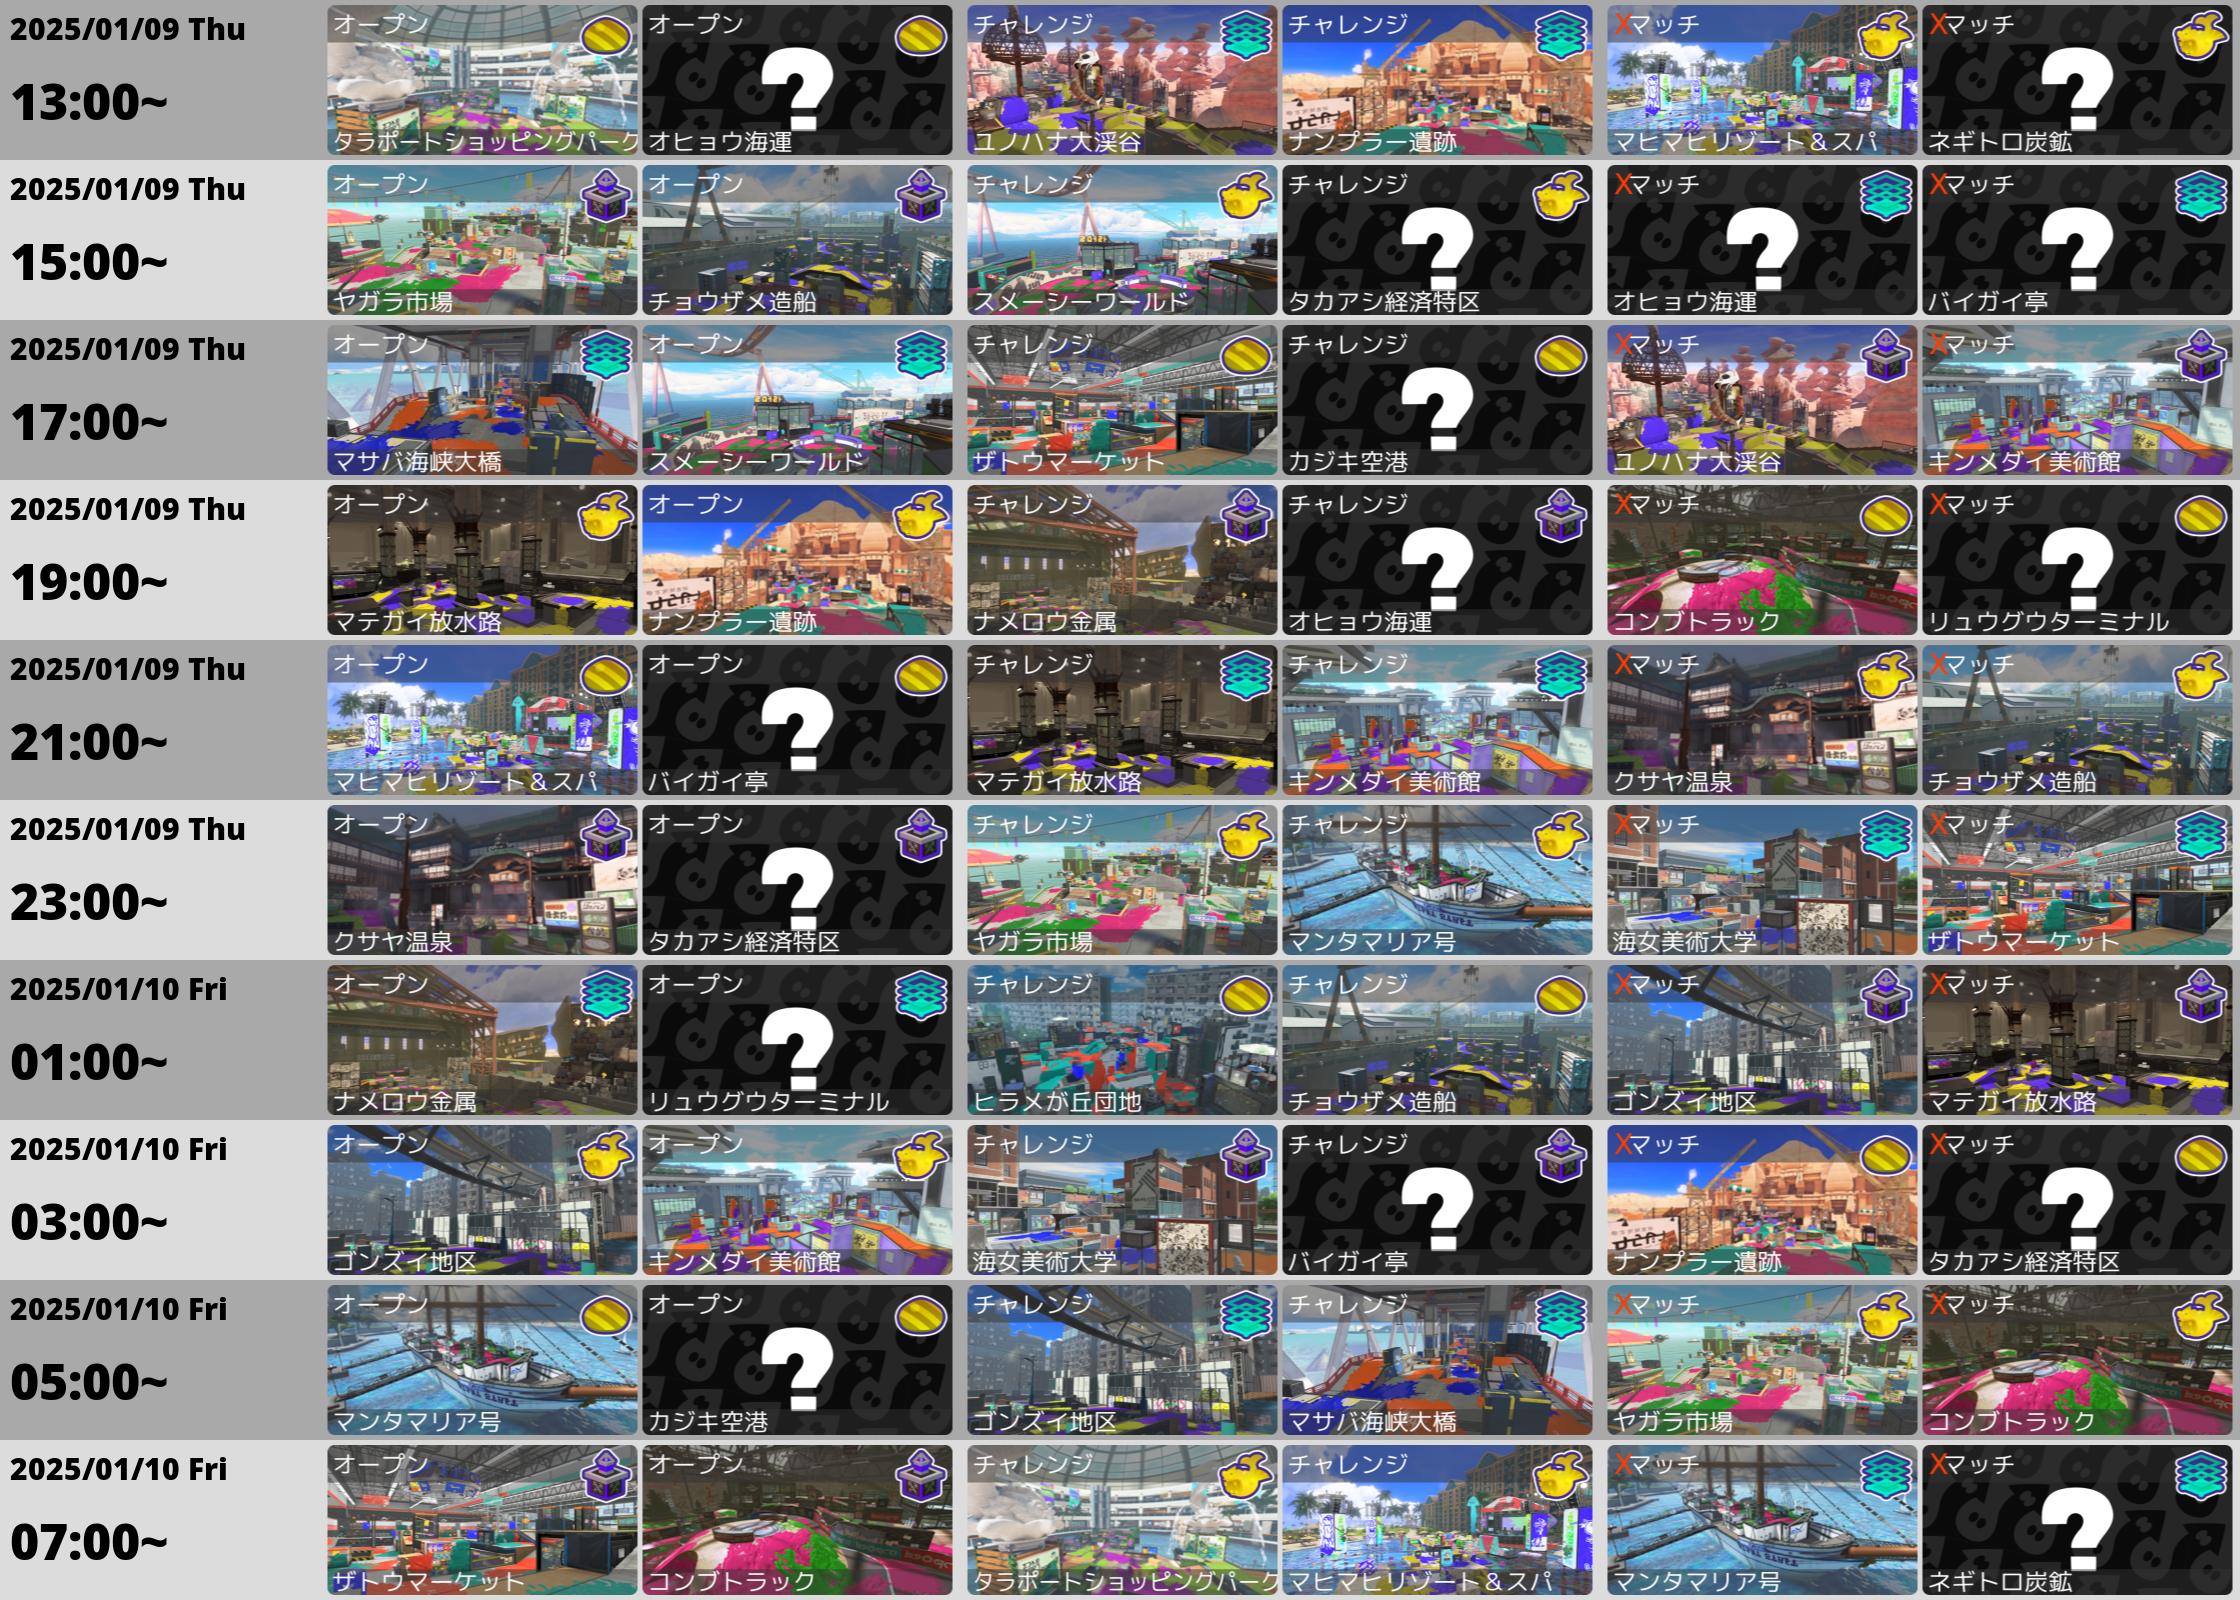 2025/01/09 Thu
13:00~
オープン
タラポートショッピングパーク
オープン
オヒョウ海運
チャレンジ
ユノハナ大渓谷
チャレンジ
ナンプラー遺跡
Xマッチ
マヒマヒリゾート＆スパ
Xマッチ
ネギトロ炭鉱
2025/01/09 Thu
15:00~
オープン
ヤガラ市場
オープン
チョウザメ造船
チャレンジ
スメーシーワールド
チャレンジ
タカアシ経済特区
Xマッチ
オヒョウ海運
Xマッチ
バイガイ亭
2025/01/09 Thu
17:00~
オープン
マサバ海峡大橋
オープン
スメーシーワールド
チャレンジ
ザトウマーケット
チャレンジ
カジキ空港
Xマッチ
ユノハナ大渓谷
Xマッチ
キンメダイ美術館
2025/01/09 Thu
19:00~
オープン
マテガイ放水路
オープン
ナンプラー遺跡
チャレンジ
ナメロウ金属
チャレンジ
オヒョウ海運
Xマッチ
コンブトラック
Xマッチ
リュウグウターミナル
2025/01/09 Thu
21:00~
オープン
マヒマヒリゾート＆スパ
オープン
バイガイ亭
チャレンジ
マテガイ放水路
チャレンジ
キンメダイ美術館
Xマッチ
クサヤ温泉
Xマッチ
チョウザメ造船
2025/01/09 Thu
23:00~
オープン
クサヤ温泉
オープン
タカアシ経済特区
チャレンジ
ヤガラ市場
チャレンジ
マンタマリア号
Xマッチ
海女美術大学
Xマッチ
ザトウマーケット
2025/01/10 Fri
01:00~
オープン
ナメロウ金属
オープン
リュウグウターミナル
チャレンジ
ヒラメが丘団地
チャレンジ
チョウザメ造船
Xマッチ
ゴンズイ地区
Xマッチ
マテガイ放水路
2025/01/10 Fri
03:00~
オープン
ゴンズイ地区
オープン
キンメダイ美術館
チャレンジ
海女美術大学
チャレンジ
バイガイ亭
Xマッチ
ナンプラー遺跡
Xマッチ
タカアシ経済特区
2025/01/10 Fri
05:00~
オープン
マンタマリア号
オープン
カジキ空港
チャレンジ
ゴンズイ地区
チャレンジ
マサバ海峡大橋
Xマッチ
ヤガラ市場
Xマッチ
コンブトラック
2025/01/10 Fri
07:00~
オープン
ザトウマーケット
オープン
コンブトラック
チャレンジ
タラポートショッピングパーク
チャレンジ
マヒマヒリゾート＆スパ
Xマッチ
マンタマリア号
Xマッチ
ネギトロ炭鉱